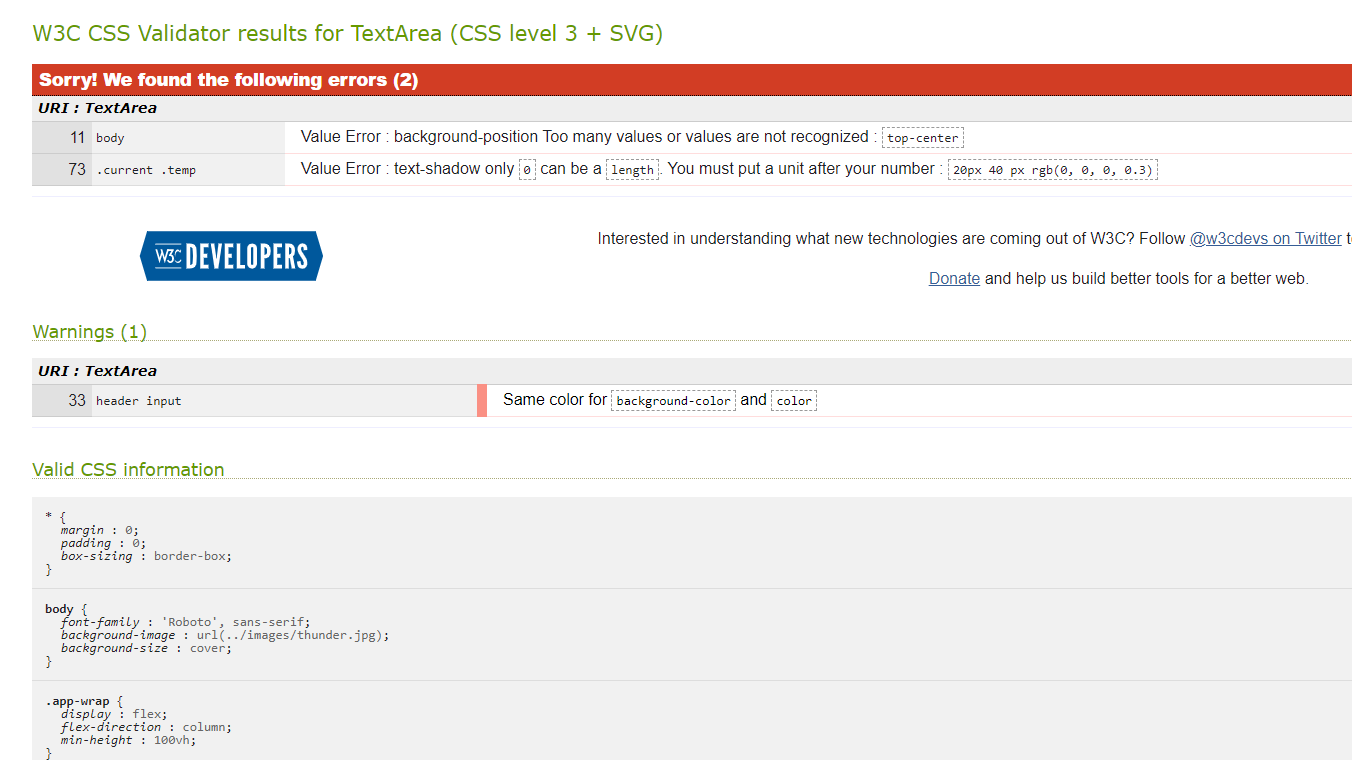 W3C CSS Validator results for TextArea (CSS level 3 + SVG)
Sorry! We found the following errors (2)
URI : TextArea
11 body Value Error : background-position Too many values or values are not recognized : top-center
73 .current .temp Value Error : text-shadow only 0 can be a length. You must put a unit after your number : 20px 40 px rgb(0, 0, 0, 0.3)
W3C DEVELOPERS
Interested in understanding what new technologies are coming out of W3C? Follow @w3cdevs on Twitter
Donate and help us build better tools for a better web.
Warnings (1)
URI : TextArea
33 header input Same color for background-color and color
Valid CSS information
* {
margin : 0;
padding : 0;
box-sizing : border-box;
}
body {
font-family : 'Roboto', sans-serif;
background-image : url(../images/thunder.jpg);
background-size : cover;
}
.app-wrap {
display : flex;
flex-direction : column;
min-height : 100vh;
}